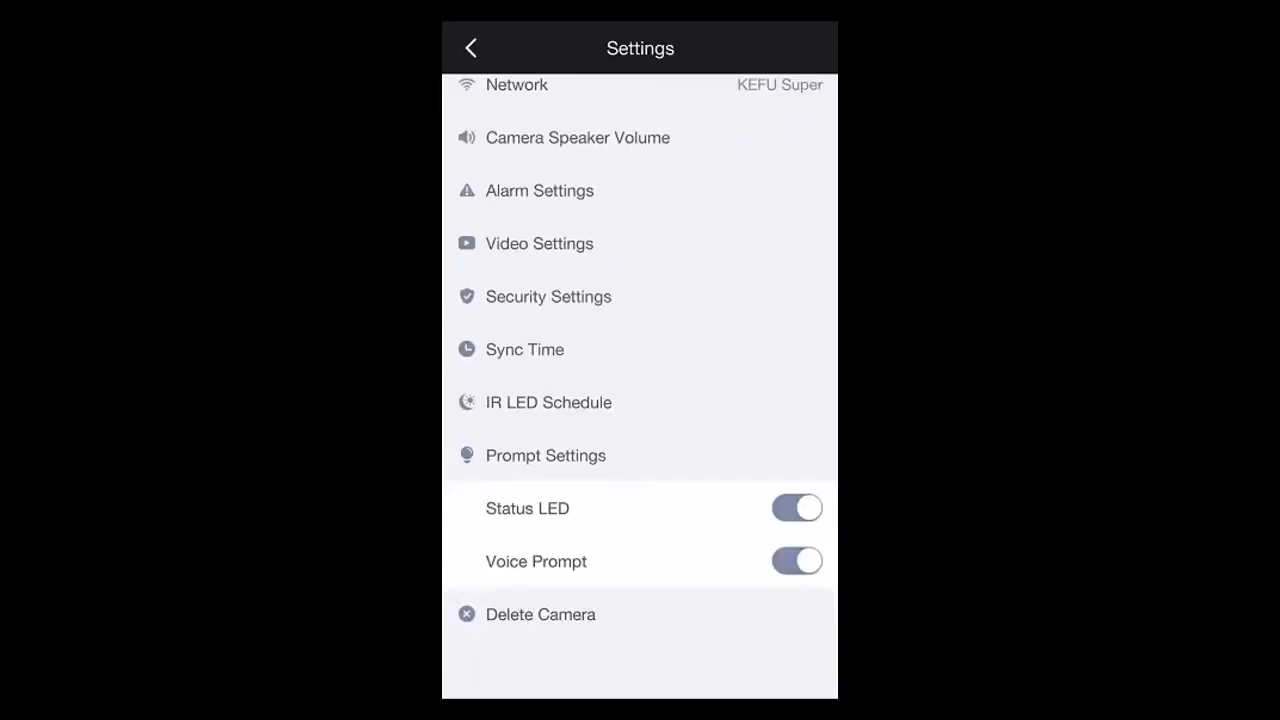 Settings
Network KEFU Super
Camera Speaker Volume
Alarm Settings
Video Settings
Security Settings
Sync Time
IR LED Schedule
Prompt Settings
Status LED
Voice Prompt
Delete Camera